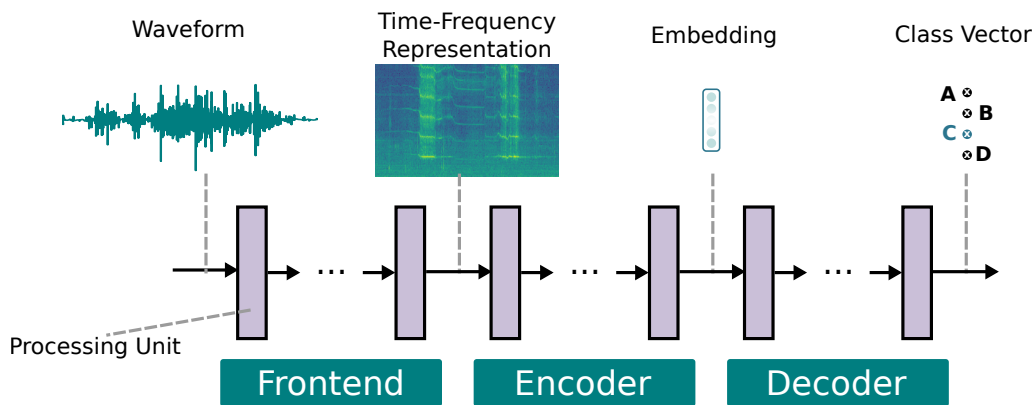 Waveform
Time-Frequency
Representation
Embedding
Class Vector
A
B
C
D
...
...
...
Processing Unit
Frontend
Encoder
Decoder